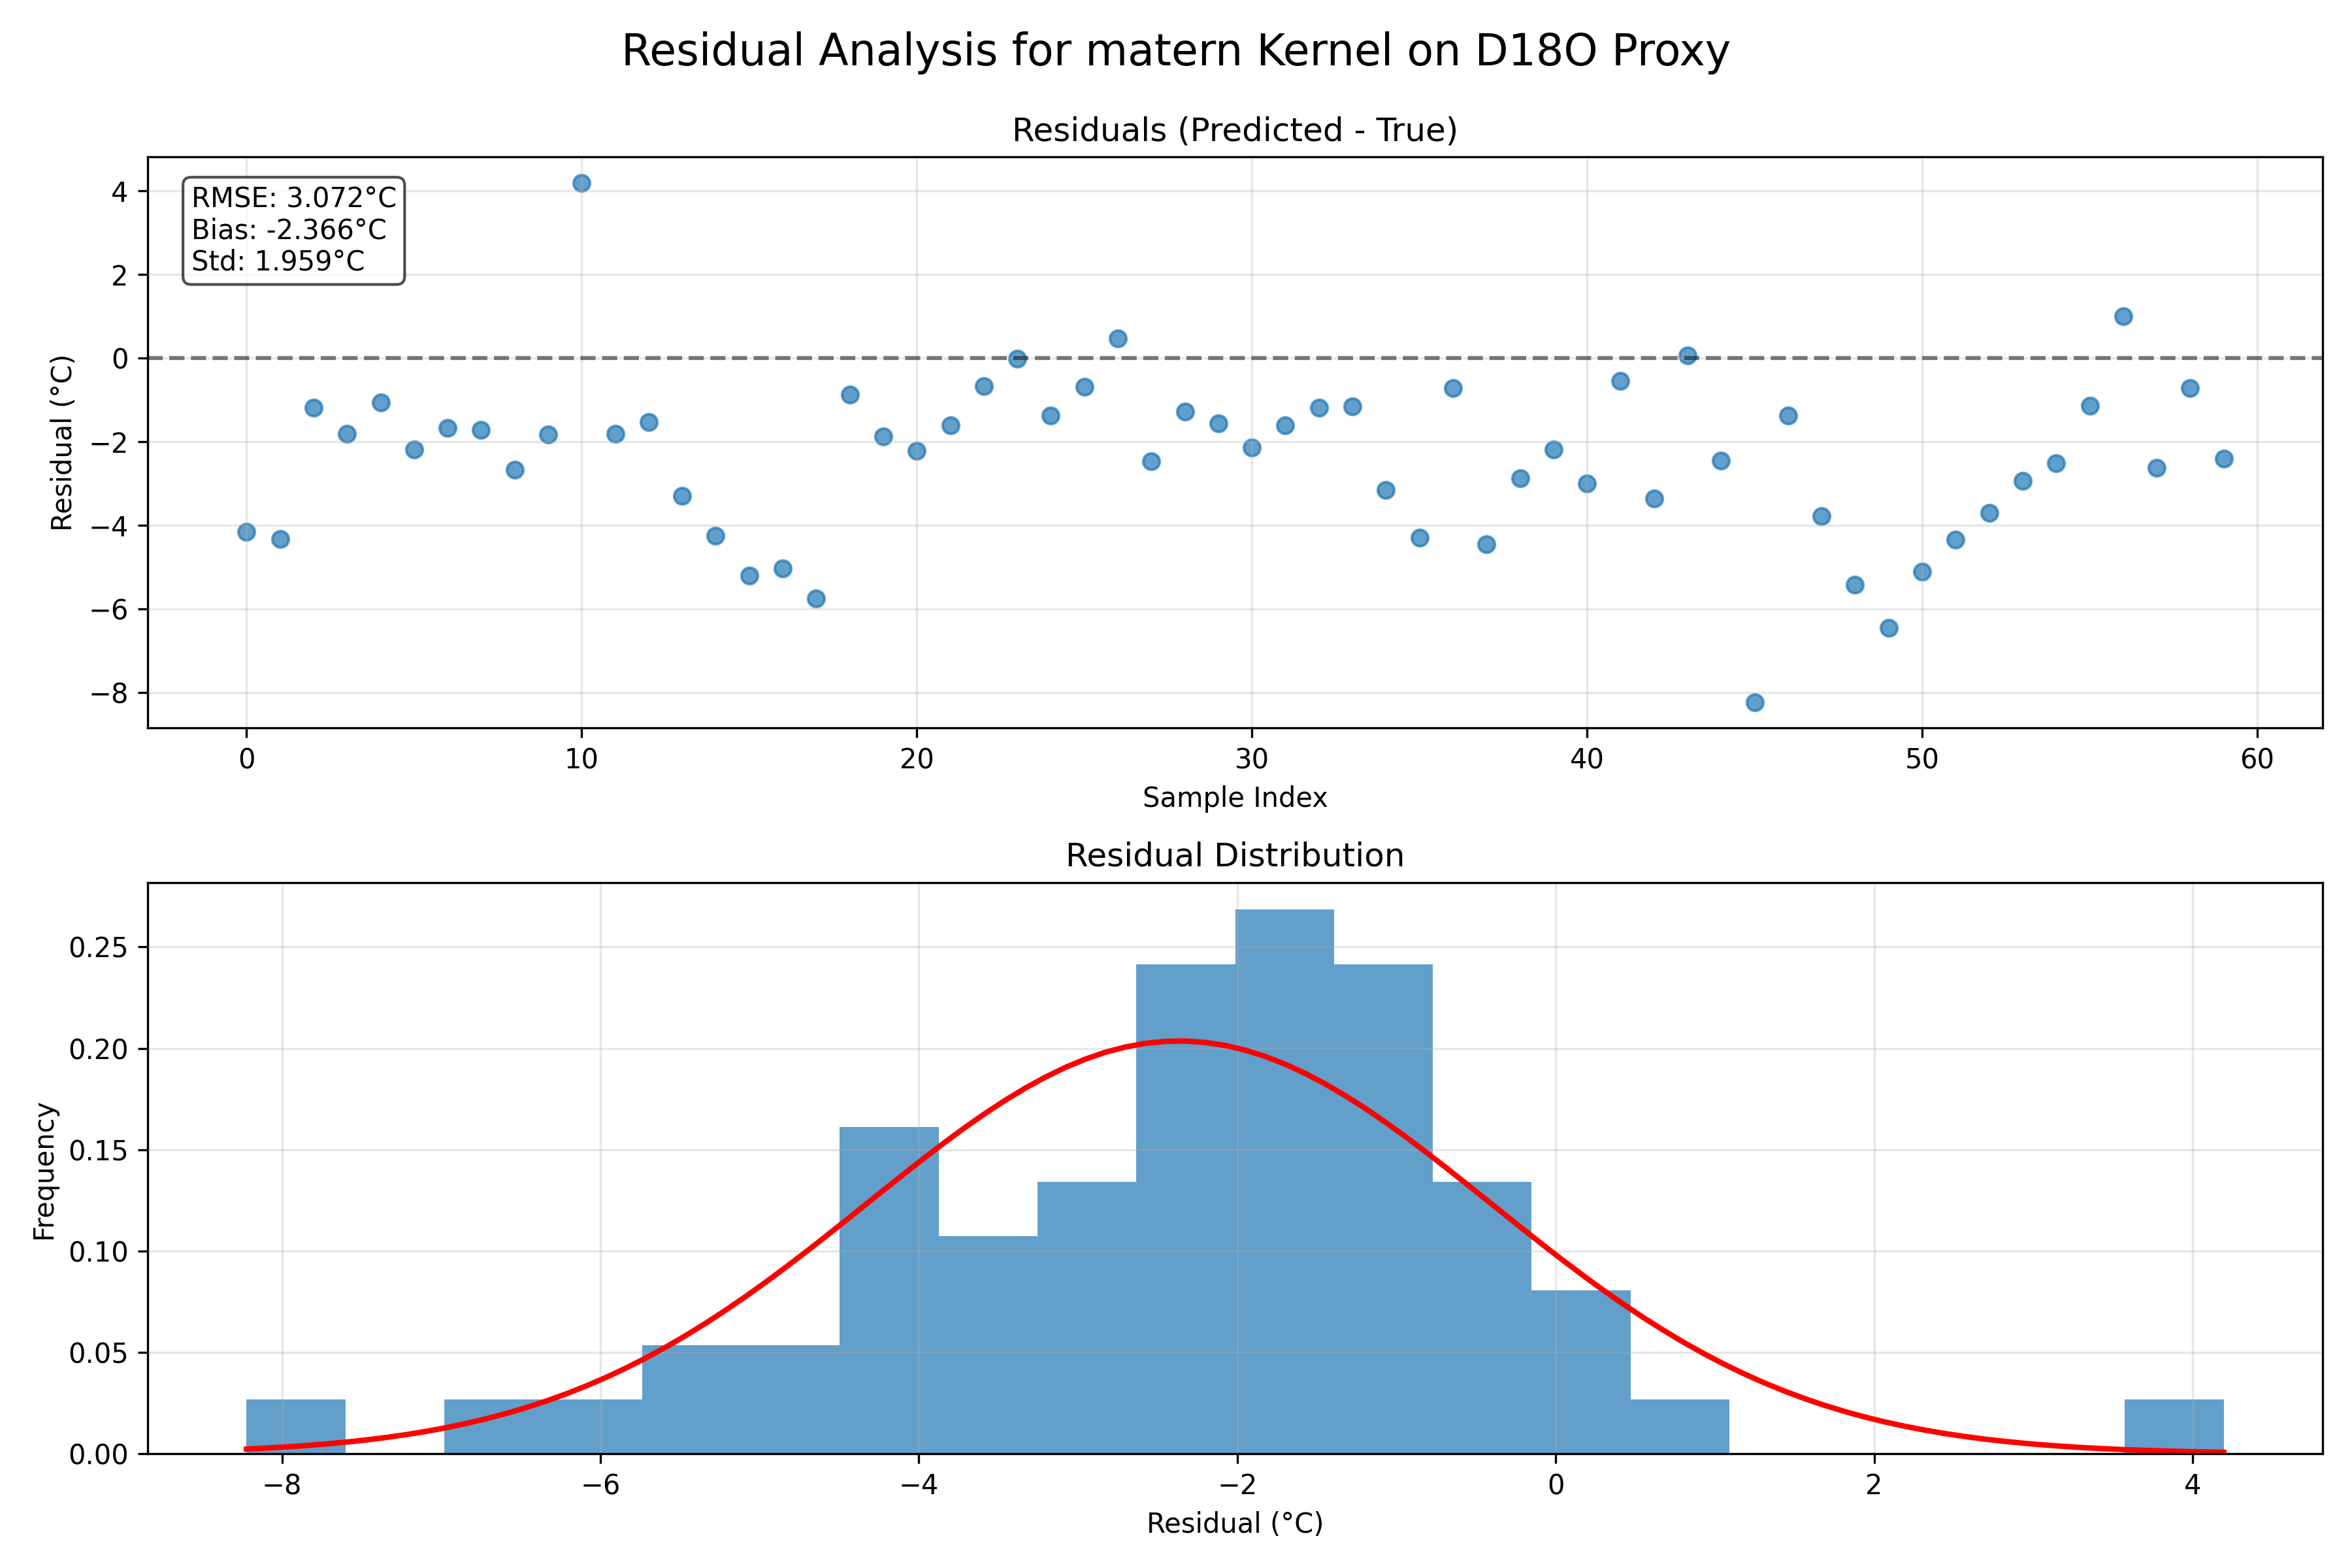 Residual Analysis for matern Kernel on D18O Proxy
Residuals (Predicted - True)
RMSE: 3.072°C
Bias: -2.366°C
Std: 1.959°C
Residual (°C)
4
2
0
−2
−4
−6
−8
0 10 20 30 40 50 60
Sample Index
Residual Distribution
Frequency
0.25
0.20
0.15
0.10
0.05
0.00
−8 −6 −4 −2 0 2 4
Residual (°C)